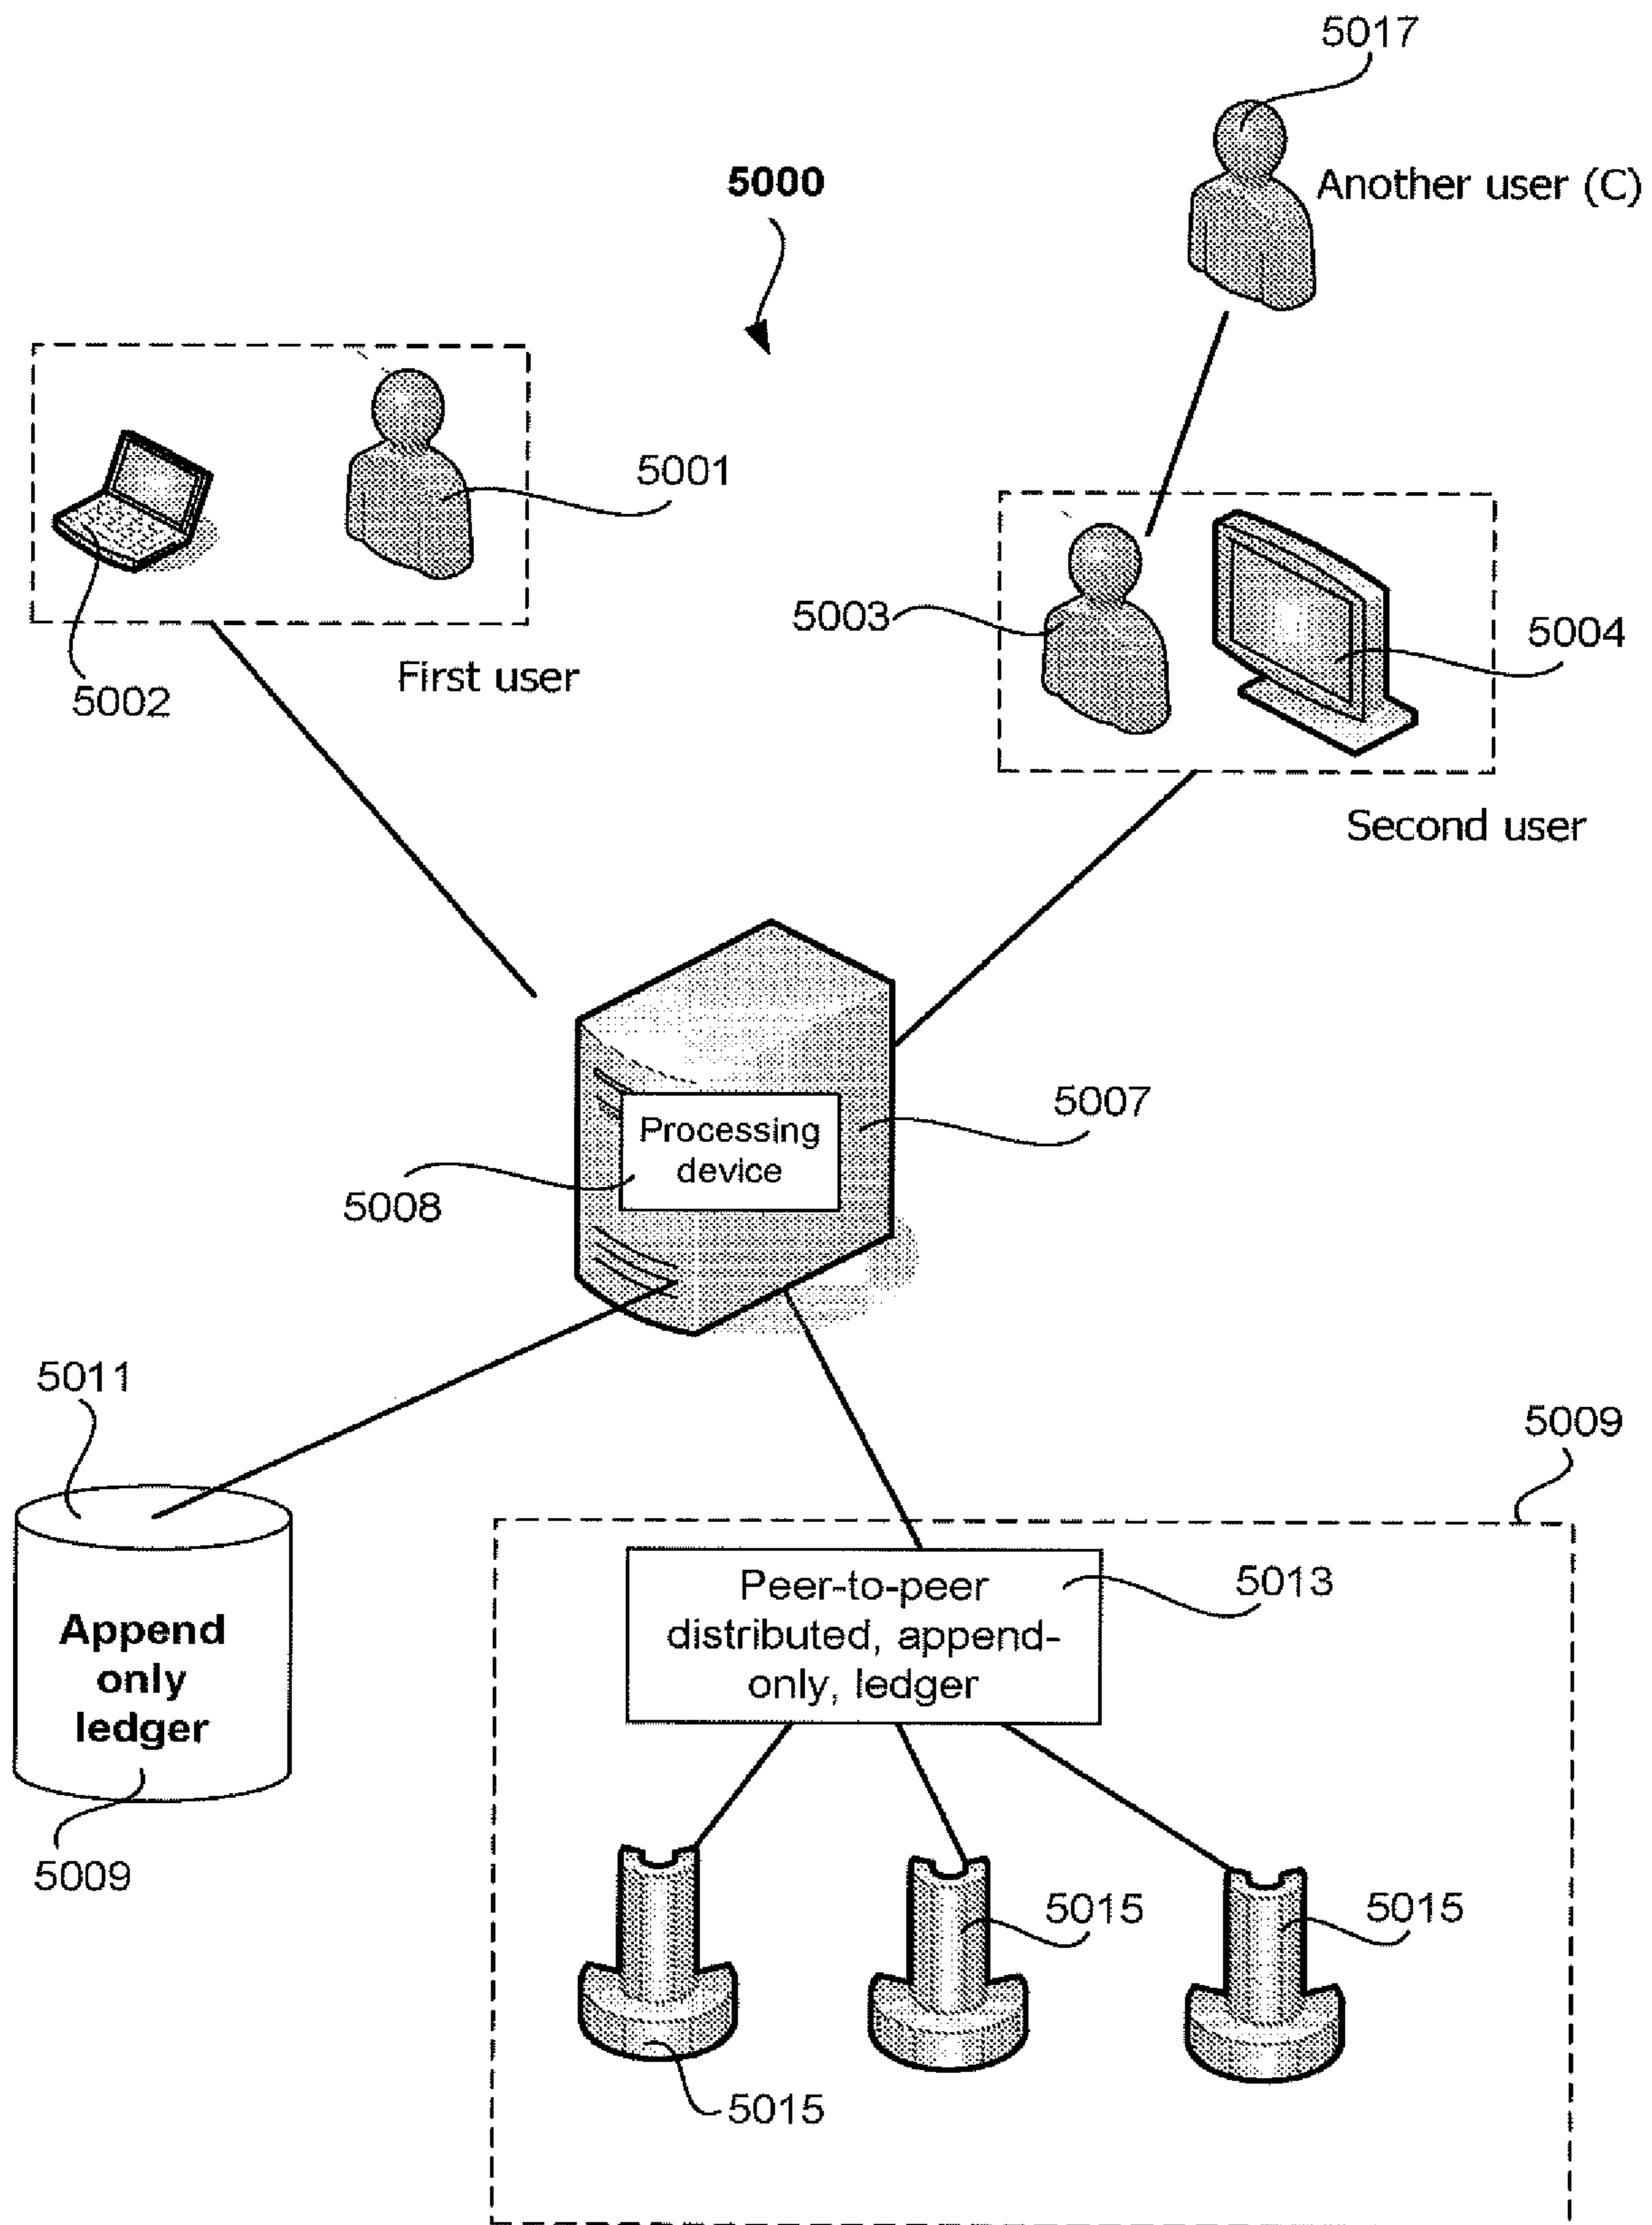 5017
5000
Another user (C)
5001
5003
5004
5002
First user
Second user
5007
Processing
device
5008
5011
5009
Peer-to-peer
distributed, append-
only, ledger
5013
Append
only
ledger
5009
5015
5015
5015